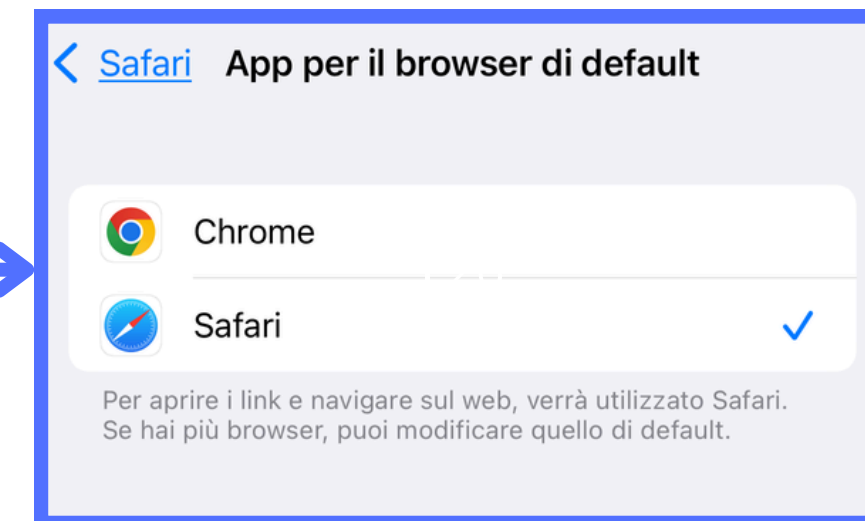 Safari App per il browser di default
Chrome
Safari
Per aprire i link e navigare sul web, verrà utilizzato Safari.
Se hai più browser, puoi modificare quello di default.